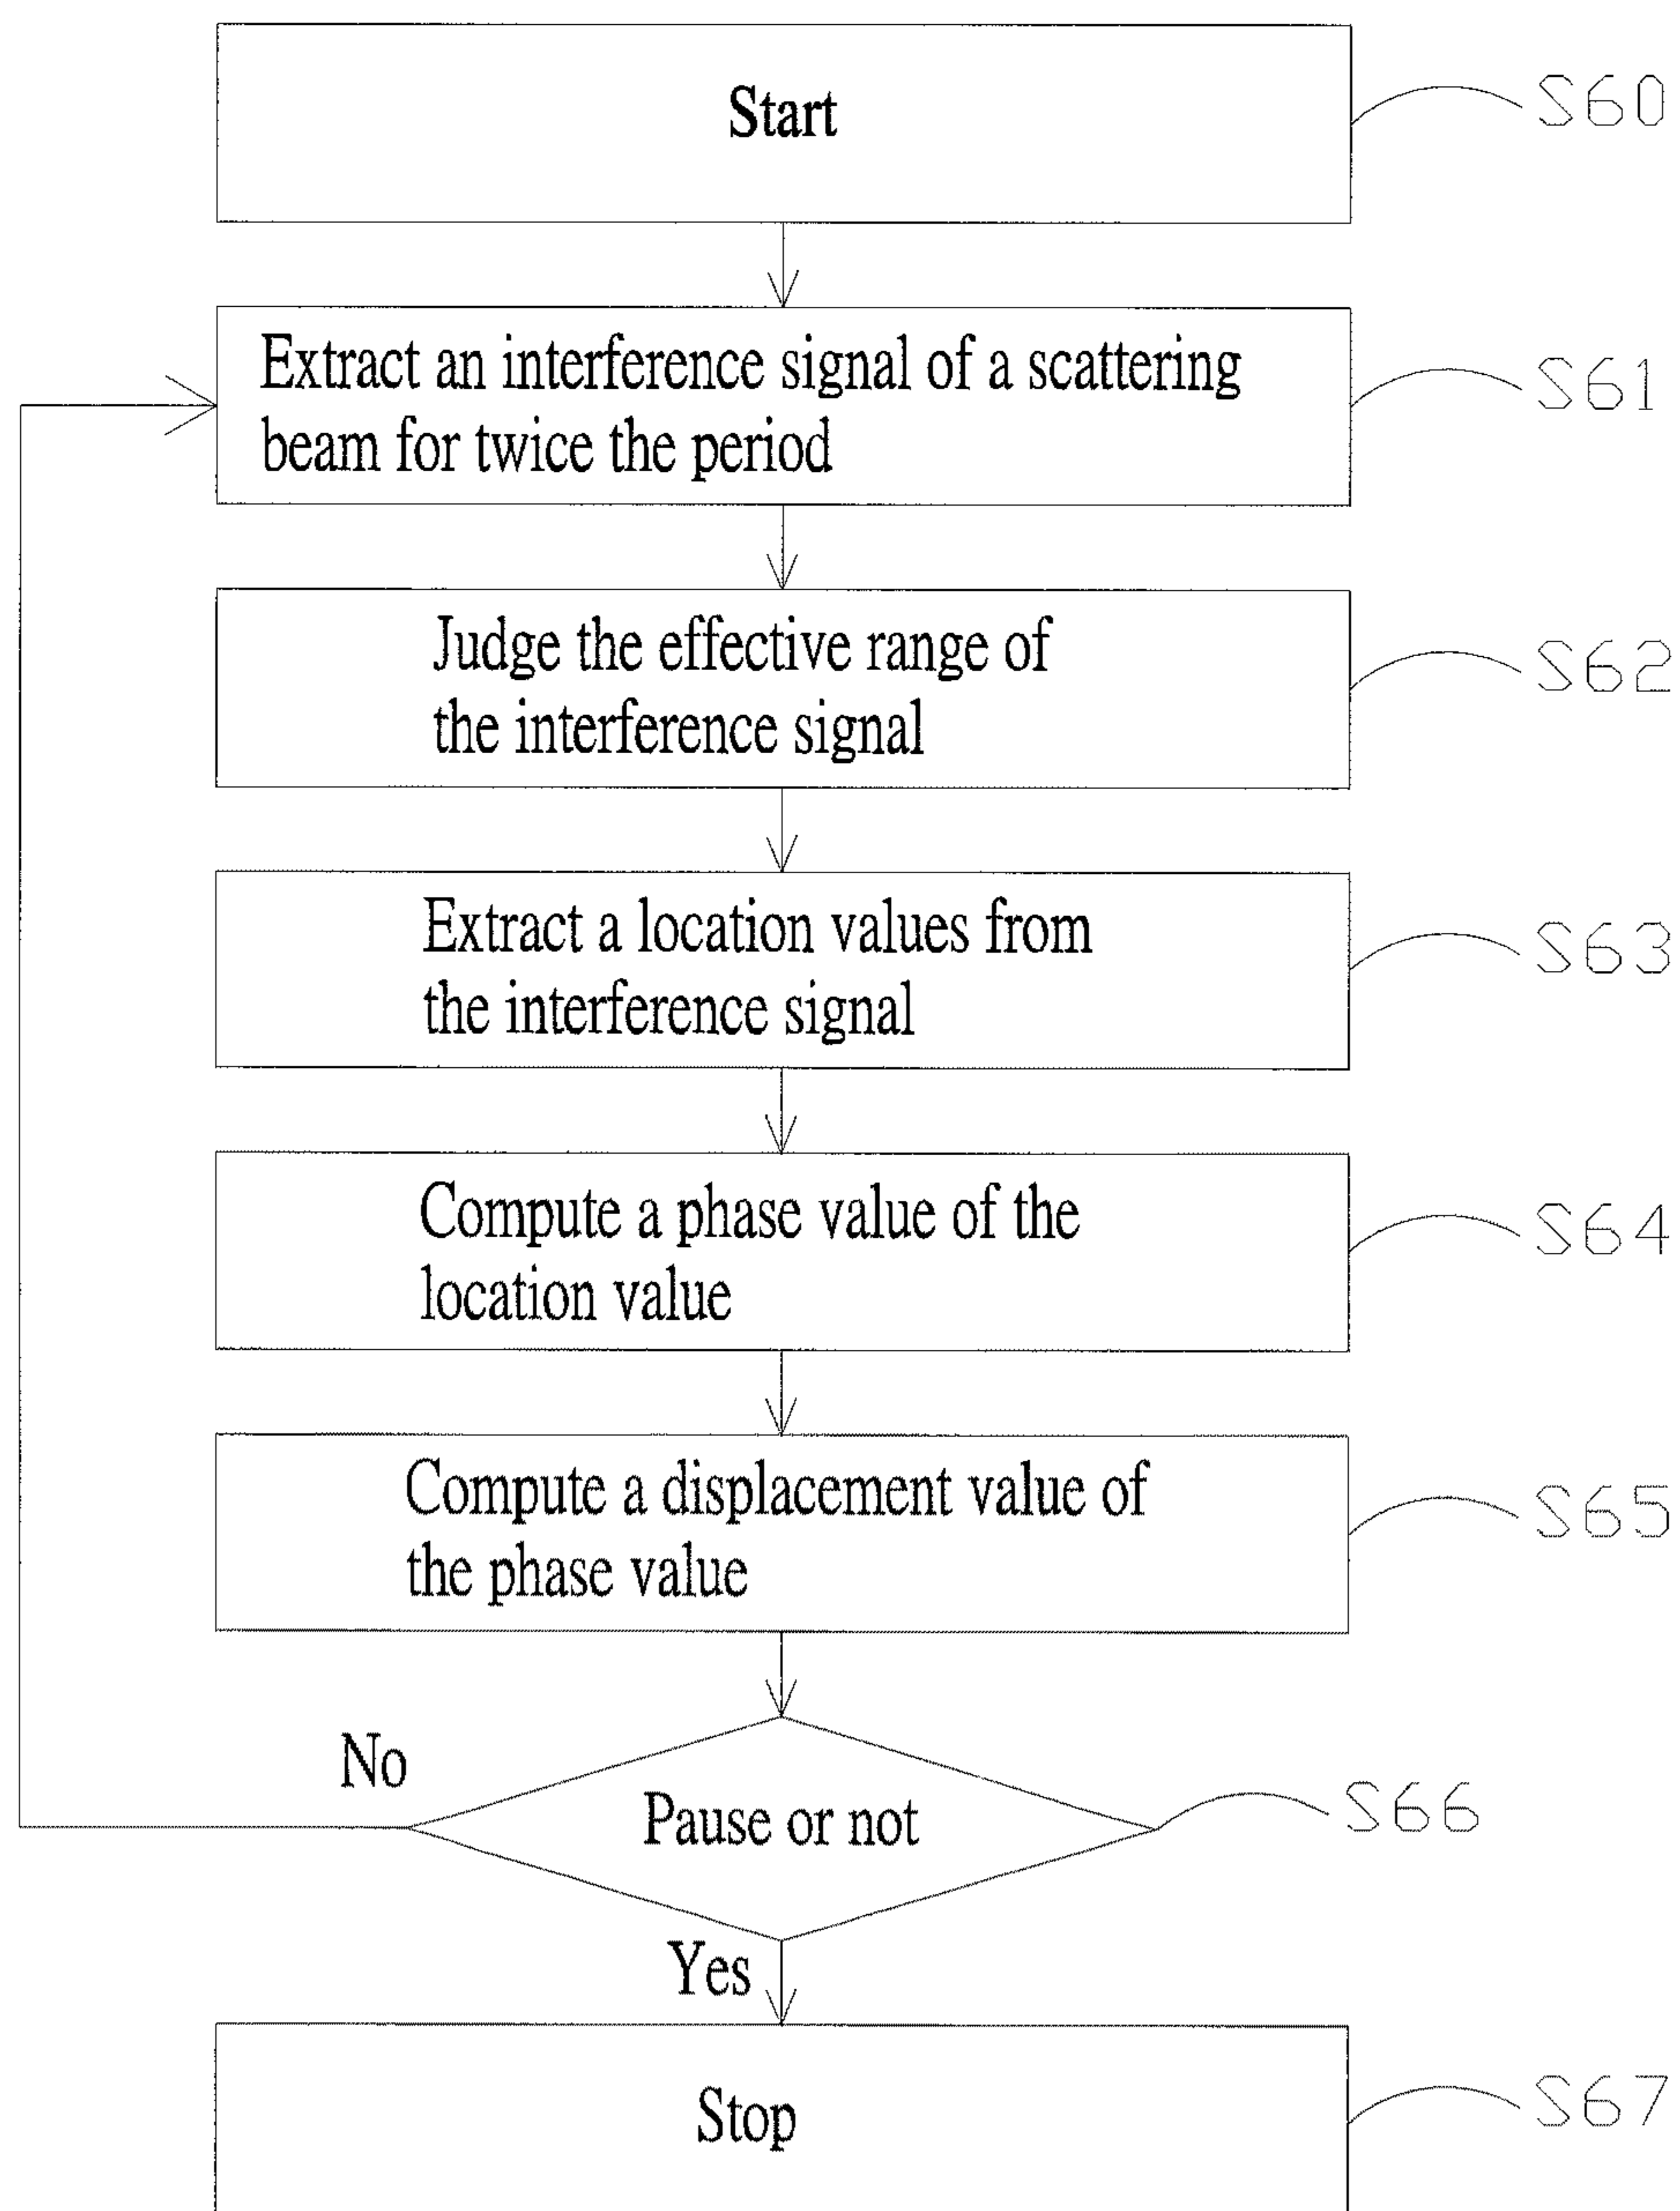 Start
S60
Extract an interference signal of a scattering
beam for twice the period
S61
Judge the effective range of
the interference signal
S62
Extract a location values from
the interference signal
S63
Compute a phase value of the
location value
S64
Compute a displacement value of
the phase value
S65
No
Pause or not
S66
Yes
Stop
S67